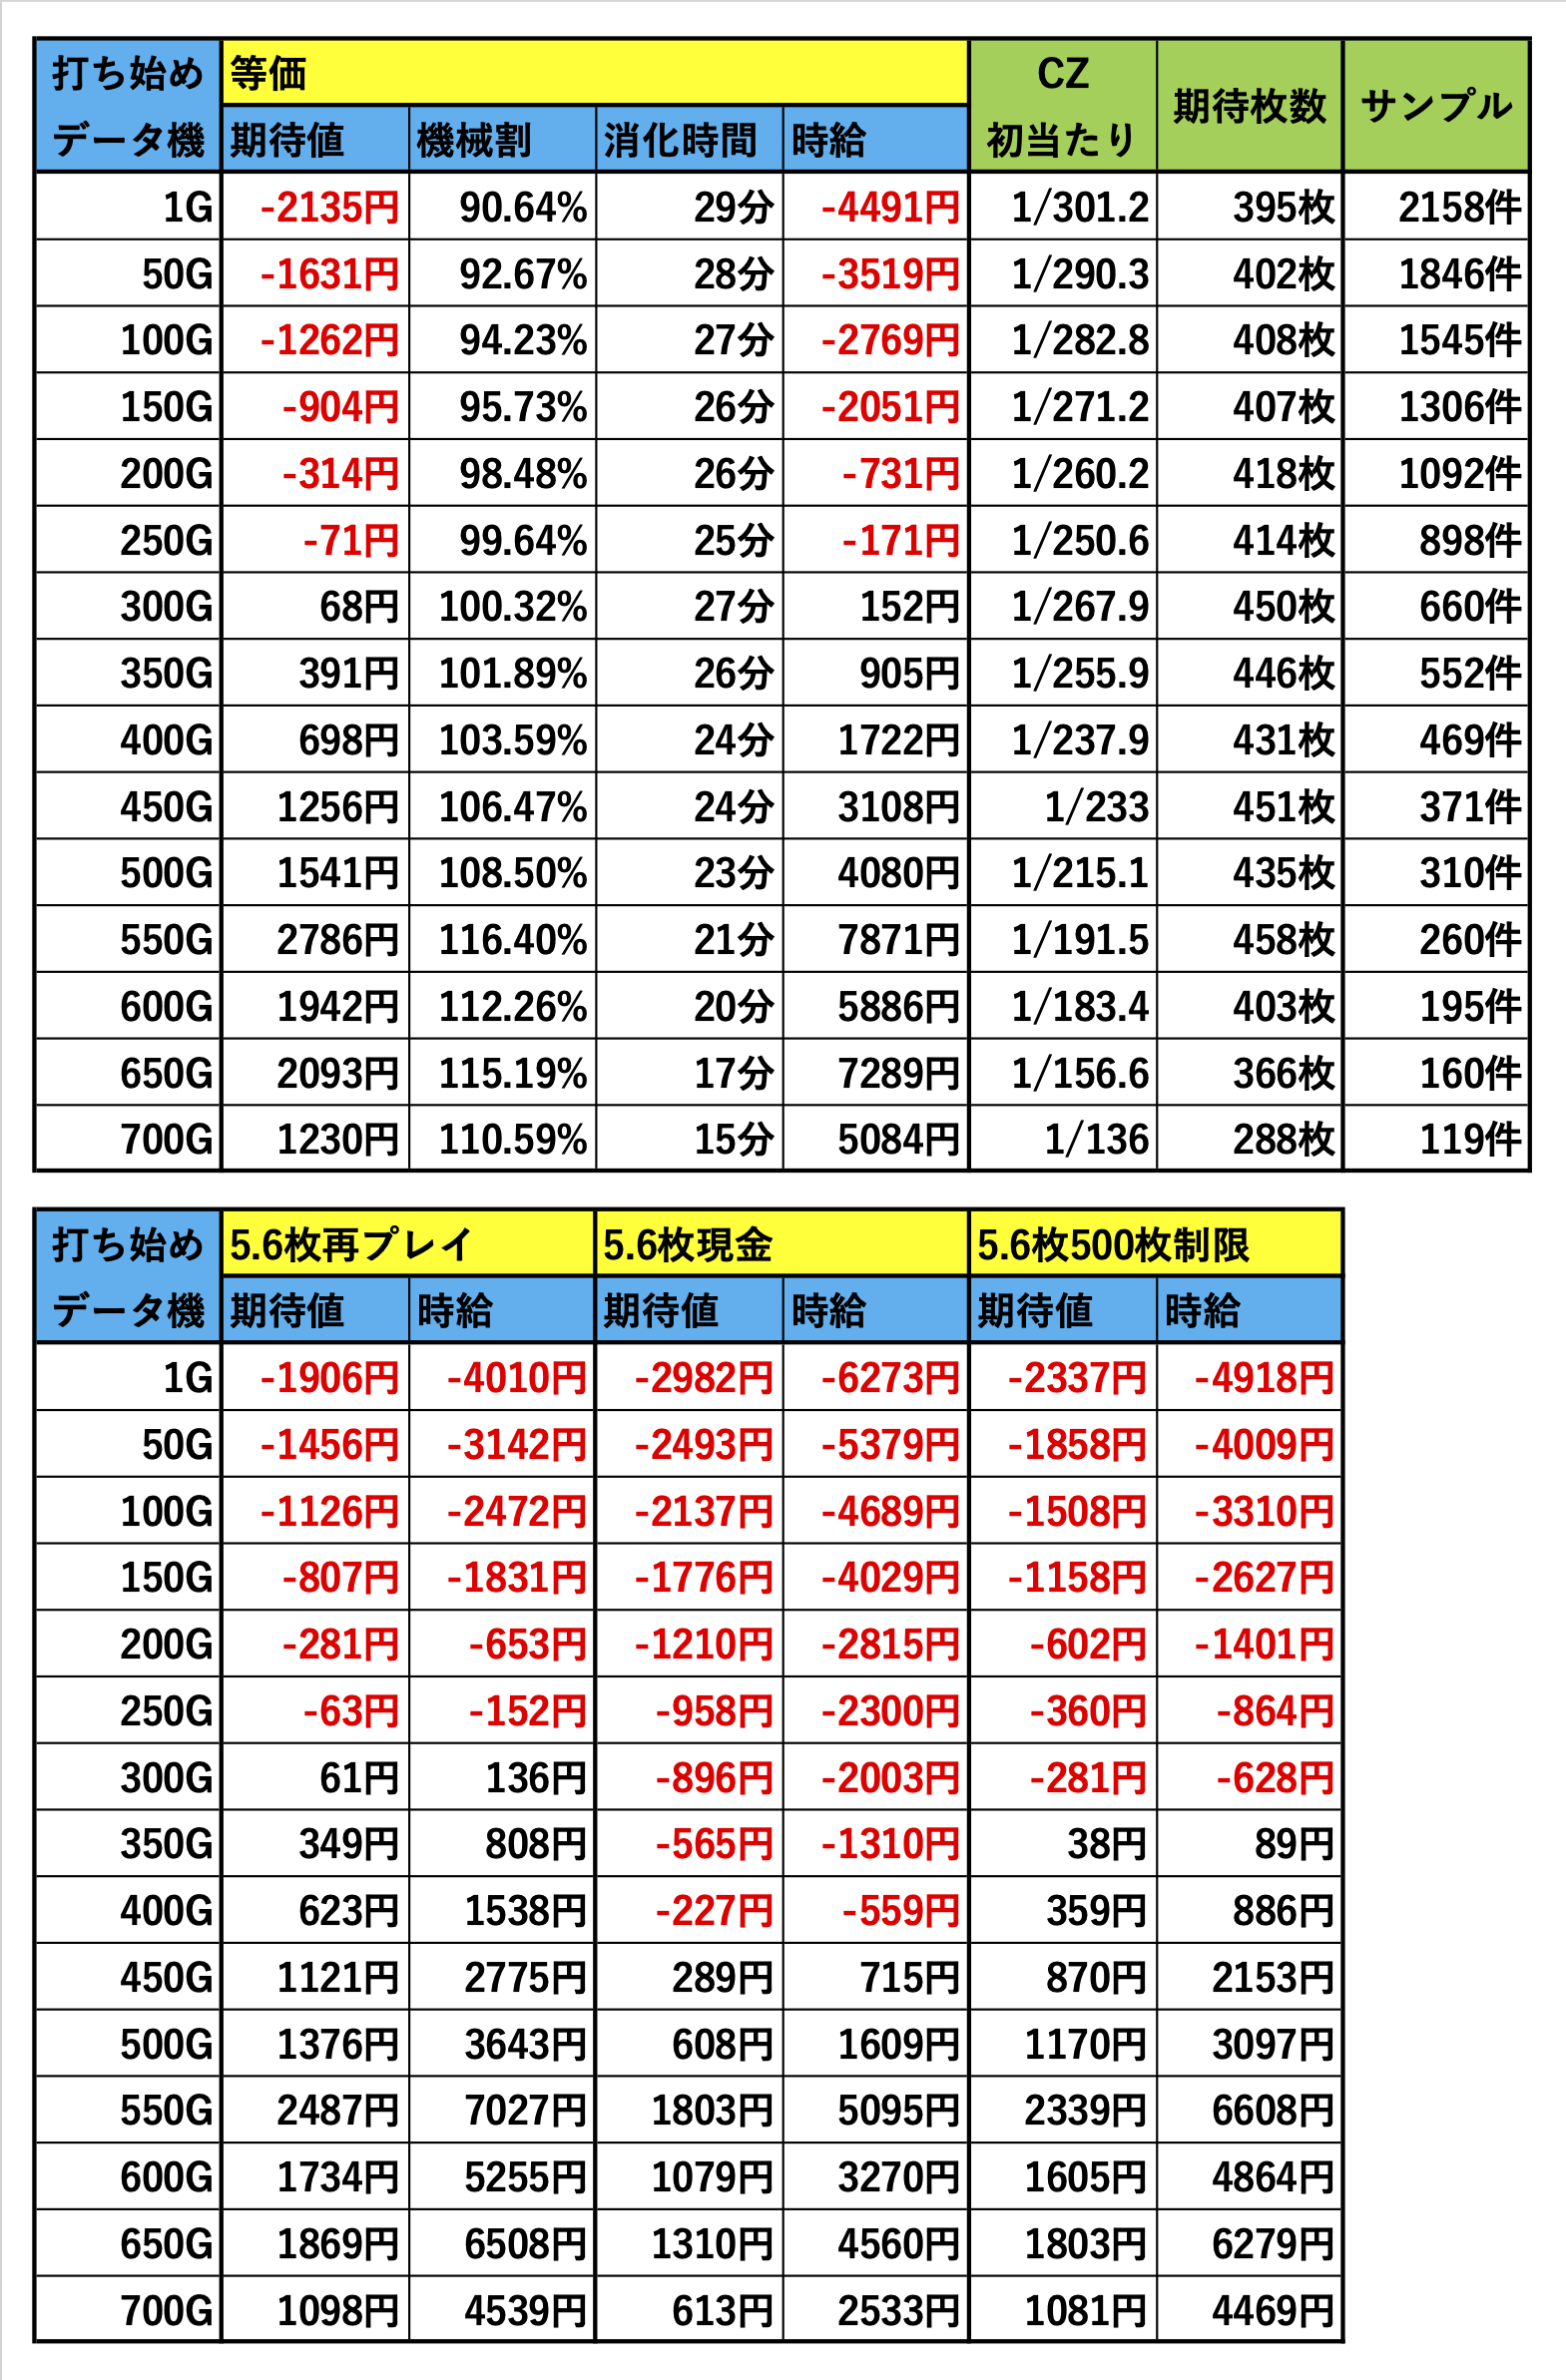 打ち始め 等価 CZ 期待枚数 サンプル
データ機 期待値 機械割 消化時間 時給 初当たり
1G -2135円 90.64% 29分 -4491円 1/301.2 395枚 2158件
50G -1631円 92.67% 28分 -3519円 1/290.3 402枚 1846件
100G -1262円 94.23% 27分 -2769円 1/282.8 408枚 1545件
150G -904円 95.73% 26分 -2051円 1/271.2 407枚 1306件
200G -314円 98.48% 26分 -731円 1/260.2 418枚 1092件
250G -71円 99.64% 25分 -171円 1/250.6 414枚 898件
300G 68円 100.32% 27分 152円 1/267.9 450枚 660件
350G 391円 101.89% 26分 905円 1/255.9 446枚 552件
400G 698円 103.59% 24分 1722円 1/237.9 431枚 469件
450G 1256円 106.47% 24分 3108円 1/233 451枚 371件
500G 1541円 108.50% 23分 4080円 1/215.1 435枚 310件
550G 2786円 116.40% 21分 7871円 1/191.5 458枚 260件
600G 1942円 112.26% 20分 5886円 1/183.4 403枚 195件
650G 2093円 115.19% 17分 7289円 1/156.6 366枚 160件
700G 1230円 110.59% 15分 5084円 1/136 288枚 119件
打ち始め 5.6枚再プレイ 5.6枚現金 5.6枚500枚制限
データ機 期待値 時給 期待値 時給 期待値 時給
1G -1906円 -4010円 -2982円 -6273円 -2337円 -4918円
50G -1456円 -3142円 -2493円 -5379円 -1858円 -4009円
100G -1126円 -2472円 -2137円 -4689円 -1508円 -3310円
150G -807円 -1831円 -1776円 -4029円 -1158円 -2627円
200G -281円 -653円 -1210円 -2815円 -602円 -1401円
250G -63円 -152円 -958円 -2300円 -360円 -864円
300G 61円 136円 -896円 -2003円 -281円 -628円
350G 349円 808円 -565円 -1310円 38円 89円
400G 623円 1538円 -227円 -559円 359円 886円
450G 1121円 2775円 289円 715円 870円 2153円
500G 1376円 3643円 608円 1609円 1170円 3097円
550G 2487円 7027円 1803円 5095円 2339円 6608円
600G 1734円 5255円 1079円 3270円 1605円 4864円
650G 1869円 6508円 1310円 4560円 1803円 6279円
700G 1098円 4539円 613円 2533円 1081円 4469円